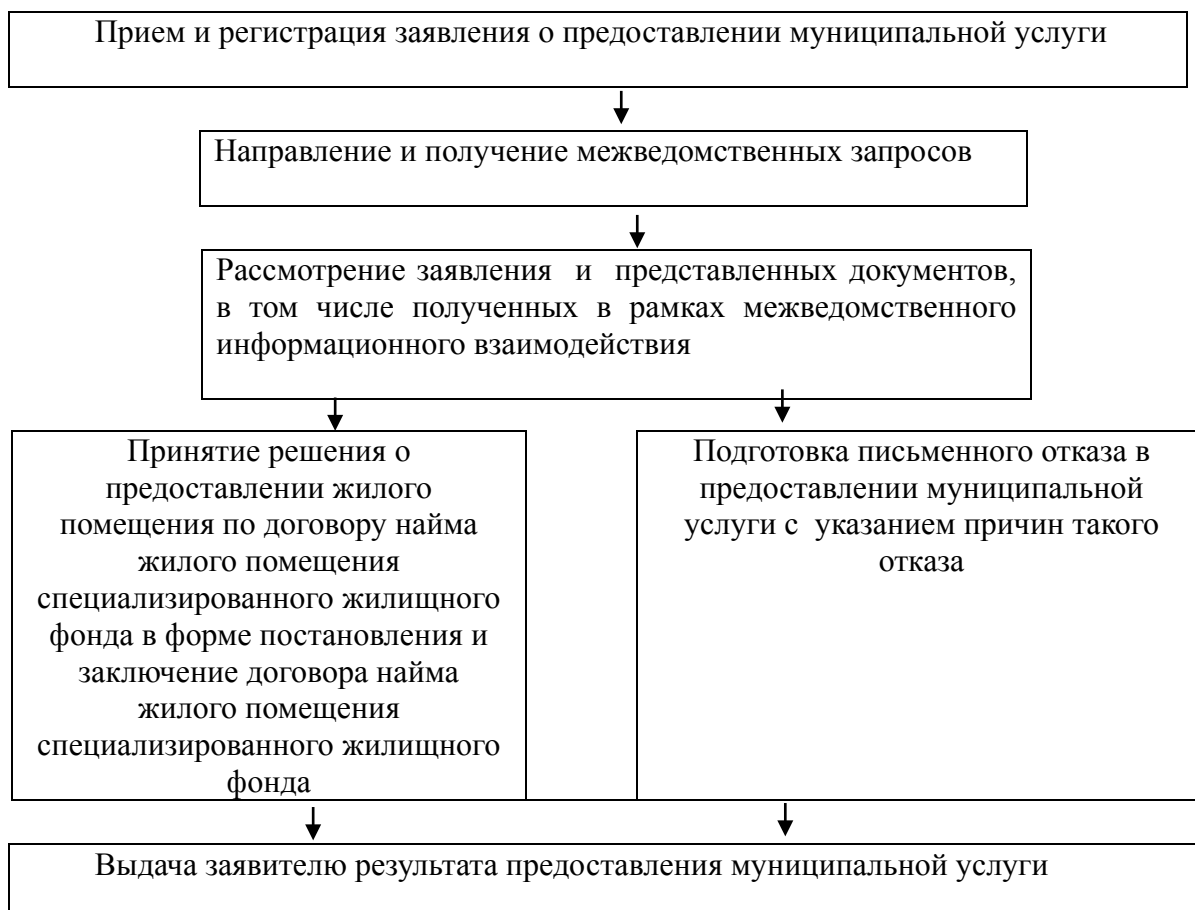 Прием и регистрация заявления о предоставлении муниципальной услуги
Направление и получение межведомственных запросов
Рассмотрение заявления и представленных документов,
в том числе полученных в рамках межведомственного
информационного взаимодействия
Принятие решения о
предоставлении жилого
помещения по договору найма
жилого помещения
специализированного жилищного
фонда в форме постановления и
заключение договора найма
жилого помещения
специализированного жилищного
фонда
Подготовка письменного отказа в
предоставлении муниципальной
услуги с указанием причин такого
отказа
Выдача заявителю результата предоставления муниципальной услуги